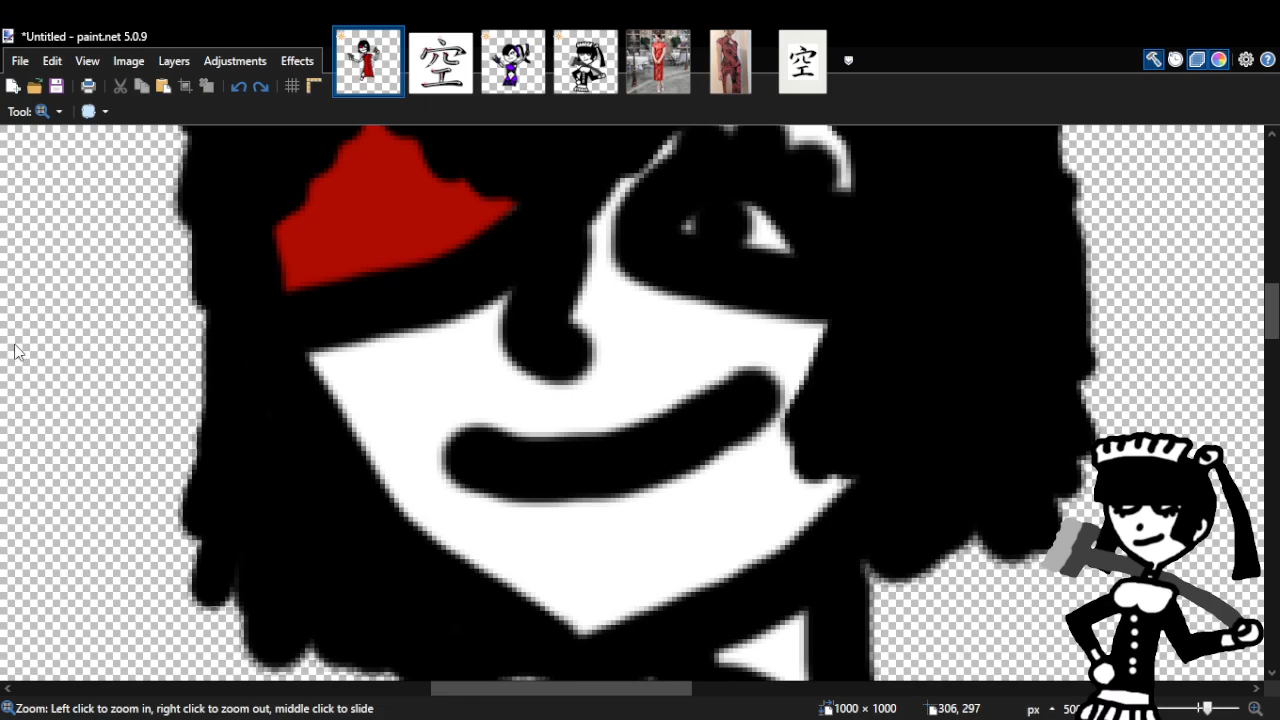 *Untitled - paint.net 5.0.9
File Edit View Image Layers Adjustments Effects
空
空
Tool:
Zoom: Left click to zoom in, right click to zoom out, middle click to slide
1000 × 1000
306, 297
px